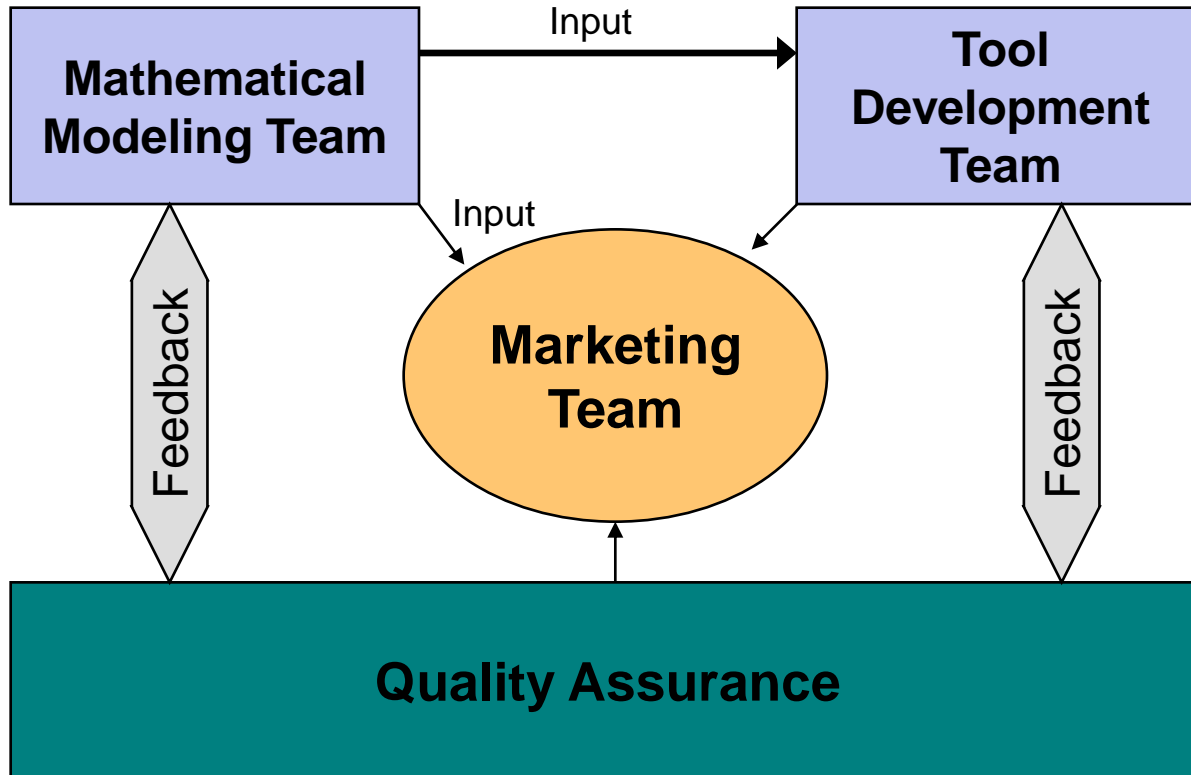 Input
Mathematical
Modeling Team
Tool
Development
Team
Input
Marketing
Team
Feedback
Feedback
Quality Assurance